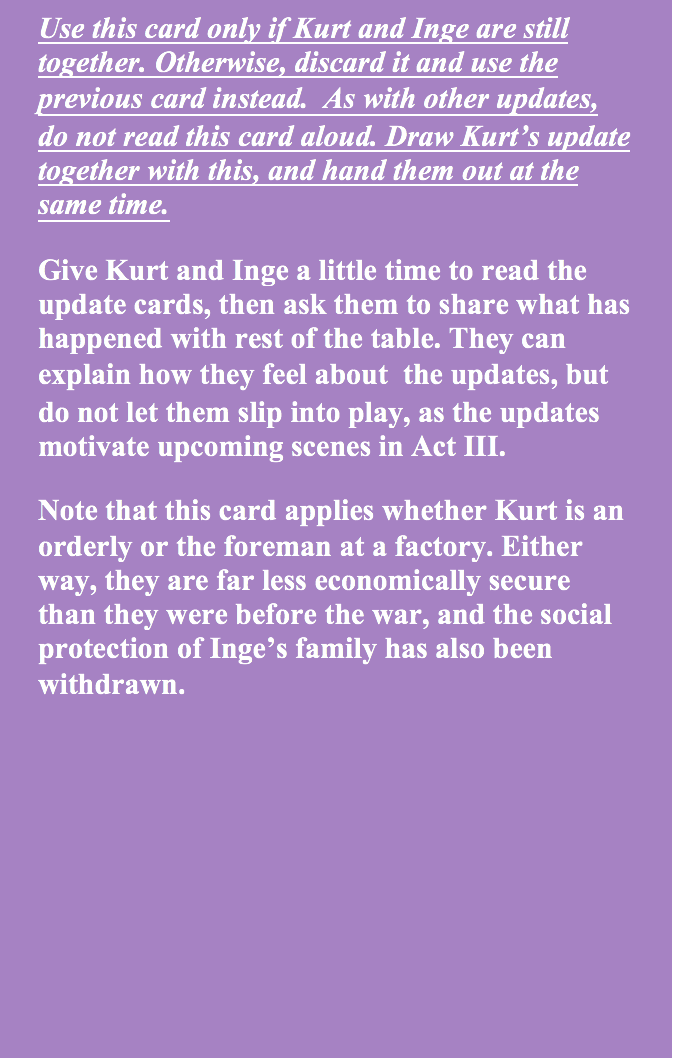 Use this card only if Kurt and Inge are still
together. Otherwise, discard it and use the
previous card instead.  As with other updates,
do not read this card aloud. Draw Kurt’s update
together with this, and hand them out at the
same time.
Give Kurt and Inge a little time to read the
update cards, then ask them to share what has
happened with rest of the table. They can
explain how they feel about  the updates, but
do not let them slip into play, as the updates
motivate upcoming scenes in Act III.
Note that this card applies whether Kurt is an
orderly or the foreman at a factory. Either
way, they are far less economically secure
than they were before the war, and the social
protection of Inge’s family has also been
withdrawn.